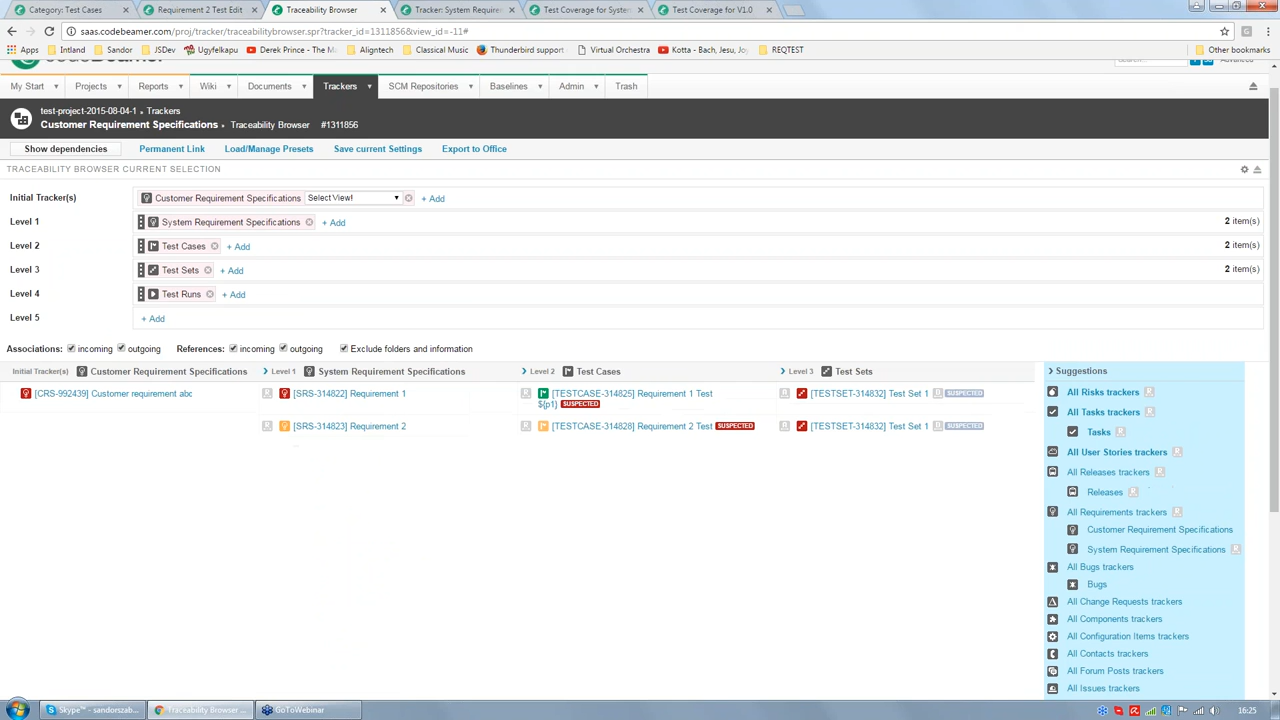 Category: Test Cases
Requirement 2 Test Edit
Traceability Browser
Tracker: System Require
Test Coverage for System
Test Coverage for V1.0
saas.codebeamer.com/proj/tracker/traceabilitybrowser.spr?tracker_id=1311856&view_id=-11#
Apps Intland Sandor JSDev Ugyfelkapu Derek Prince - The M Aligntech Classical Music Thunderbird support Virtual Orchestra Kotta - Bach, Jesu, Jo REQTEST Other bookmarks
codeBeamer
Search... Advanced
My Start Projects Reports Wiki Documents Trackers SCM Repositories Baselines Admin Trash
test-project-2015-08-04-1 Trackers
Customer Requirement Specifications Traceability Browser #1311856
Show dependencies Permanent Link Load/Manage Presets Save current Settings Export to Office
TRACEABILITY BROWSER CURRENT SELECTION
Initial Tracker(s) Customer Requirement Specifications Select View! + Add
Level 1 System Requirement Specifications + Add 2 item(s)
Level 2 Test Cases + Add 2 item(s)
Level 3 Test Sets + Add 2 item(s)
Level 4 Test Runs + Add
Level 5 + Add
Associations: incoming outgoing References: incoming outgoing Exclude folders and information
Initial Tracker(s) Customer Requirement Specifications Level 1 System Requirement Specifications Level 2 Test Cases Level 3 Test Sets
[CRS-992439] Customer requirement abc [SRS-314822] Requirement 1 [TESTCASE-314825] Requirement 1 Test
${p1} SUSPECTED
[TESTSET-314832] Test Set 1 SUSPECTED
[SRS-314823] Requirement 2 [TESTCASE-314828] Requirement 2 Test SUSPECTED [TESTSET-314832] Test Set 1 SUSPECTED
Suggestions
All Risks trackers
All Tasks trackers
Tasks
All User Stories trackers
All Releases trackers
Releases
All Requirements trackers
Customer Requirement Specifications
System Requirement Specifications
All Bugs trackers
Bugs
All Change Requests trackers
All Components trackers
All Configuration Items trackers
All Contacts trackers
All Forum Posts trackers
All Issues trackers
Skype™ - sandorszab... Traceability Browser ... GoToWebinar 16:25